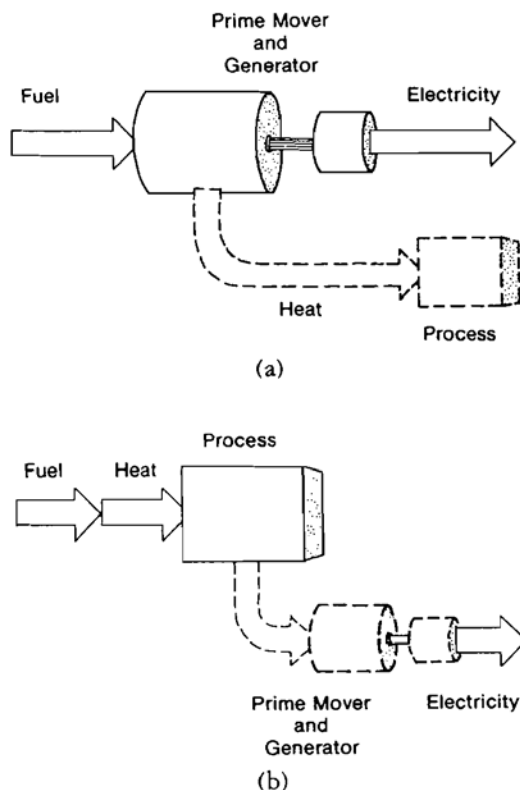 Prime Mover
and
Generator
Fuel
Electricity
Heat
Process
(a)
Process
Fuel
Heat
Prime Mover
and
Generator
Electricity
(b)